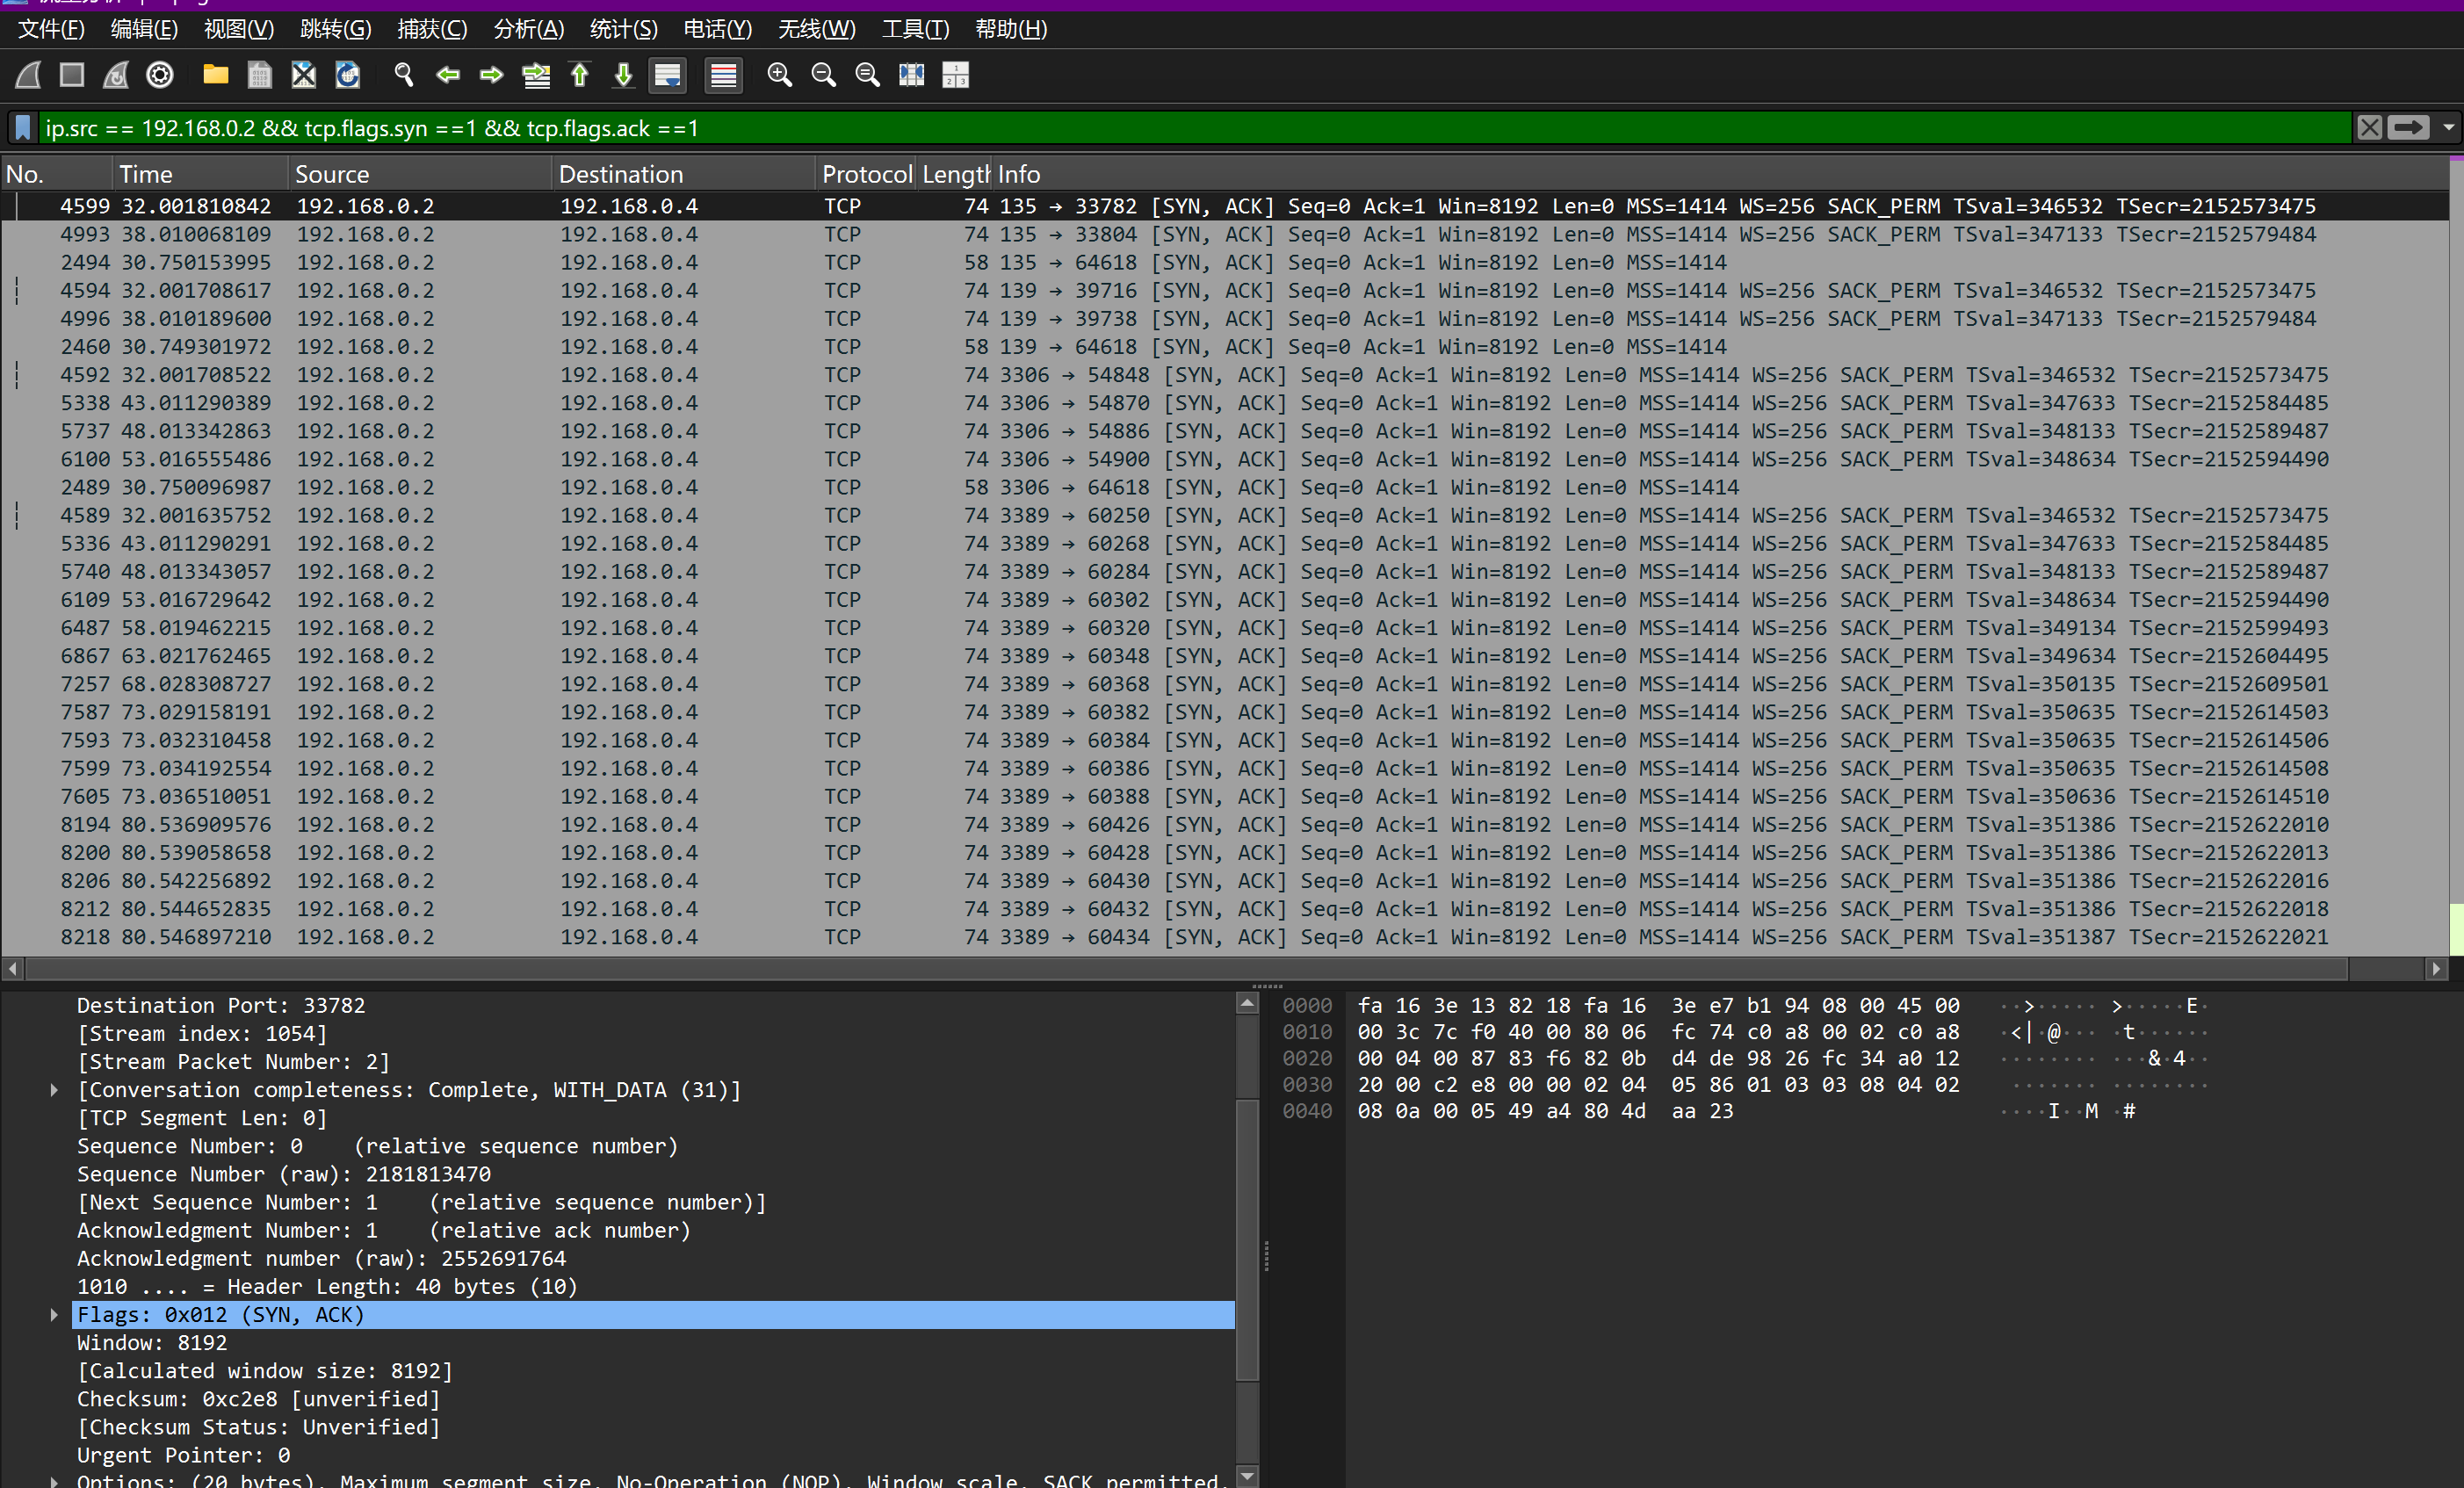 文件(F) 编辑(E) 视图(V) 跳转(G) 捕获(C) 分析(A) 统计(S) 电话(Y) 无线(W) 工具(T) 帮助(H)
ip.src == 192.168.0.2 && tcp.flags.syn ==1 && tcp.flags.ack ==1
No. Time Source Destination Protocol Length Info
4599 32.001810842 192.168.0.2 192.168.0.4 TCP 74 135 → 33782 [SYN, ACK] Seq=0 Ack=1 Win=8192 Len=0 MSS=1414 WS=256 SACK_PERM TSval=346532 TSecr=2152573475
4993 38.010068109 192.168.0.2 192.168.0.4 TCP 74 135 → 33804 [SYN, ACK] Seq=0 Ack=1 Win=8192 Len=0 MSS=1414 WS=256 SACK_PERM TSval=347133 TSecr=2152579484
2494 30.750153995 192.168.0.2 192.168.0.4 TCP 58 135 → 64618 [SYN, ACK] Seq=0 Ack=1 Win=8192 Len=0 MSS=1414
4594 32.001708617 192.168.0.2 192.168.0.4 TCP 74 139 → 39716 [SYN, ACK] Seq=0 Ack=1 Win=8192 Len=0 MSS=1414 WS=256 SACK_PERM TSval=346532 TSecr=2152573475
4996 38.010189600 192.168.0.2 192.168.0.4 TCP 74 139 → 39738 [SYN, ACK] Seq=0 Ack=1 Win=8192 Len=0 MSS=1414 WS=256 SACK_PERM TSval=347133 TSecr=2152579484
2460 30.749301972 192.168.0.2 192.168.0.4 TCP 58 139 → 64618 [SYN, ACK] Seq=0 Ack=1 Win=8192 Len=0 MSS=1414
4592 32.001708522 192.168.0.2 192.168.0.4 TCP 74 3306 → 54848 [SYN, ACK] Seq=0 Ack=1 Win=8192 Len=0 MSS=1414 WS=256 SACK_PERM TSval=346532 TSecr=2152573475
5338 43.011290389 192.168.0.2 192.168.0.4 TCP 74 3306 → 54870 [SYN, ACK] Seq=0 Ack=1 Win=8192 Len=0 MSS=1414 WS=256 SACK_PERM TSval=347633 TSecr=2152584485
5737 48.013342863 192.168.0.2 192.168.0.4 TCP 74 3306 → 54886 [SYN, ACK] Seq=0 Ack=1 Win=8192 Len=0 MSS=1414 WS=256 SACK_PERM TSval=348133 TSecr=2152589487
6100 53.016555486 192.168.0.2 192.168.0.4 TCP 74 3306 → 54900 [SYN, ACK] Seq=0 Ack=1 Win=8192 Len=0 MSS=1414 WS=256 SACK_PERM TSval=348634 TSecr=2152594490
2489 30.750096987 192.168.0.2 192.168.0.4 TCP 58 3306 → 64618 [SYN, ACK] Seq=0 Ack=1 Win=8192 Len=0 MSS=1414
4589 32.001635752 192.168.0.2 192.168.0.4 TCP 74 3389 → 60250 [SYN, ACK] Seq=0 Ack=1 Win=8192 Len=0 MSS=1414 WS=256 SACK_PERM TSval=346532 TSecr=2152573475
5336 43.011290291 192.168.0.2 192.168.0.4 TCP 74 3389 → 60268 [SYN, ACK] Seq=0 Ack=1 Win=8192 Len=0 MSS=1414 WS=256 SACK_PERM TSval=347633 TSecr=2152584485
5740 48.013343057 192.168.0.2 192.168.0.4 TCP 74 3389 → 60284 [SYN, ACK] Seq=0 Ack=1 Win=8192 Len=0 MSS=1414 WS=256 SACK_PERM TSval=348133 TSecr=2152589487
6109 53.016729642 192.168.0.2 192.168.0.4 TCP 74 3389 → 60302 [SYN, ACK] Seq=0 Ack=1 Win=8192 Len=0 MSS=1414 WS=256 SACK_PERM TSval=348634 TSecr=2152594490
6487 58.019462215 192.168.0.2 192.168.0.4 TCP 74 3389 → 60320 [SYN, ACK] Seq=0 Ack=1 Win=8192 Len=0 MSS=1414 WS=256 SACK_PERM TSval=349134 TSecr=2152599493
6867 63.021762465 192.168.0.2 192.168.0.4 TCP 74 3389 → 60348 [SYN, ACK] Seq=0 Ack=1 Win=8192 Len=0 MSS=1414 WS=256 SACK_PERM TSval=349634 TSecr=2152604495
7257 68.028308727 192.168.0.2 192.168.0.4 TCP 74 3389 → 60368 [SYN, ACK] Seq=0 Ack=1 Win=8192 Len=0 MSS=1414 WS=256 SACK_PERM TSval=350135 TSecr=2152609501
7587 73.029158191 192.168.0.2 192.168.0.4 TCP 74 3389 → 60382 [SYN, ACK] Seq=0 Ack=1 Win=8192 Len=0 MSS=1414 WS=256 SACK_PERM TSval=350635 TSecr=2152614503
7593 73.032310458 192.168.0.2 192.168.0.4 TCP 74 3389 → 60384 [SYN, ACK] Seq=0 Ack=1 Win=8192 Len=0 MSS=1414 WS=256 SACK_PERM TSval=350635 TSecr=2152614506
7599 73.034192554 192.168.0.2 192.168.0.4 TCP 74 3389 → 60386 [SYN, ACK] Seq=0 Ack=1 Win=8192 Len=0 MSS=1414 WS=256 SACK_PERM TSval=350635 TSecr=2152614508
7605 73.036510051 192.168.0.2 192.168.0.4 TCP 74 3389 → 60388 [SYN, ACK] Seq=0 Ack=1 Win=8192 Len=0 MSS=1414 WS=256 SACK_PERM TSval=350636 TSecr=2152614510
8194 80.536909576 192.168.0.2 192.168.0.4 TCP 74 3389 → 60426 [SYN, ACK] Seq=0 Ack=1 Win=8192 Len=0 MSS=1414 WS=256 SACK_PERM TSval=351386 TSecr=2152622010
8200 80.539058658 192.168.0.2 192.168.0.4 TCP 74 3389 → 60428 [SYN, ACK] Seq=0 Ack=1 Win=8192 Len=0 MSS=1414 WS=256 SACK_PERM TSval=351386 TSecr=2152622013
8206 80.542256892 192.168.0.2 192.168.0.4 TCP 74 3389 → 60430 [SYN, ACK] Seq=0 Ack=1 Win=8192 Len=0 MSS=1414 WS=256 SACK_PERM TSval=351386 TSecr=2152622016
8212 80.544652835 192.168.0.2 192.168.0.4 TCP 74 3389 → 60432 [SYN, ACK] Seq=0 Ack=1 Win=8192 Len=0 MSS=1414 WS=256 SACK_PERM TSval=351386 TSecr=2152622018
8218 80.546897210 192.168.0.2 192.168.0.4 TCP 74 3389 → 60434 [SYN, ACK] Seq=0 Ack=1 Win=8192 Len=0 MSS=1414 WS=256 SACK_PERM TSval=351387 TSecr=2152622021
Destination Port: 33782
[Stream index: 1054]
[Stream Packet Number: 2]
[Conversation completeness: Complete, WITH_DATA (31)]
[TCP Segment Len: 0]
Sequence Number: 0 (relative sequence number)
Sequence Number (raw): 2181813470
[Next Sequence Number: 1 (relative sequence number)]
Acknowledgment Number: 1 (relative ack number)
Acknowledgment number (raw): 2552691764
1010 .... = Header Length: 40 bytes (10)
Flags: 0x012 (SYN, ACK)
Window: 8192
[Calculated window size: 8192]
Checksum: 0xc2e8 [unverified]
[Checksum Status: Unverified]
Urgent Pointer: 0
Options: (20 bytes), Maximum segment size, No-Operation (NOP), Window scale, SACK permitted,
0000 fa 16 3e 13 82 18 fa 16 3e e7 b1 94 08 00 45 00 ··>····· >·····E·
0010 00 3c 7c f0 40 00 80 06 fc 74 c0 a8 00 02 c0 a8 ·<|·@··· ·t······
0020 00 04 00 87 83 f6 82 0b d4 de 98 26 fc 34 a0 12 ········ ···&·4··
0030 20 00 c2 e8 00 00 02 04 05 86 01 03 03 08 04 02 ······· ········
0040 08 0a 00 05 49 a4 80 4d aa 23 ····I··M ·#